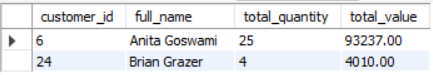 customer_id full_name total_quantity total_value
6 Anita Goswami 25 93237.00
24 Brian Grazer 4 4010.00